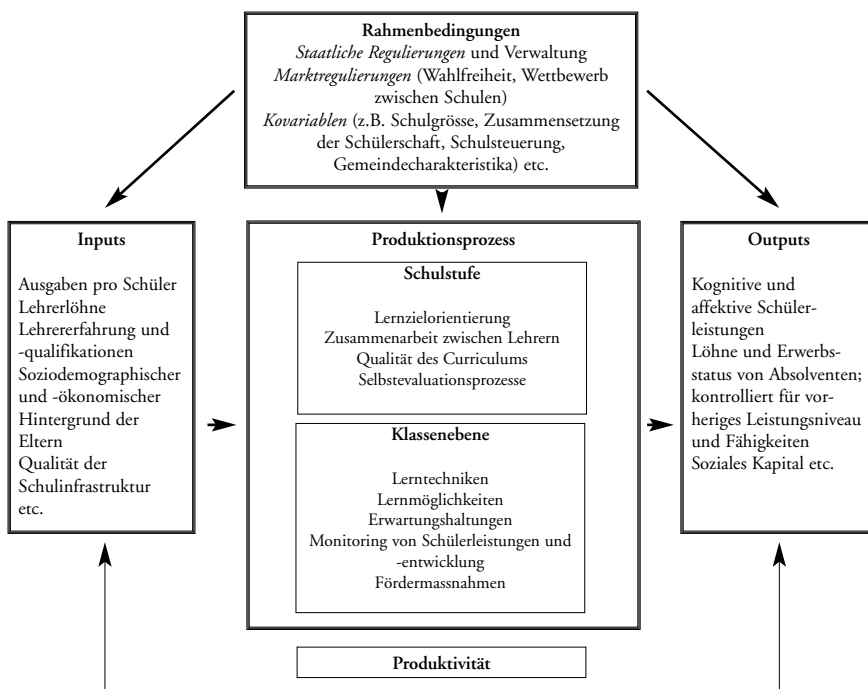 Rahmenbedingungen
Staatliche Regulierungen und Verwaltung
Marktregulierungen (Wahlfreiheit, Wettbewerb
zwischen Schulen)
Kovariablen (z.B. Schulgrösse, Zusammensetzung
der Schülerschaft, Schulsteuerung,
Gemeindecharakteristika) etc.
Inputs
Ausgaben pro Schüler
Lehrerlöhne
Lehrererfahrung und
-qualifikationen
Soziodemographischer
und -ökonomischer
Hintergrund der
Eltern
Qualität der
Schulinfrastruktur
etc.
Produktionsprozess
Schulstufe
Lernzielorientierung
Zusammenarbeit zwischen Lehrern
Qualität des Curriculums
Selbstevaluationsprozesse
Klassenebene
Lerntechniken
Lernmöglichkeiten
Erwartungshaltungen
Monitoring von Schülerleistungen und
-entwicklung
Fördermassnahmen
Outputs
Kognitive und
affektive Schüler-
leistungen
Löhne und Erwerbs-
status von Absolventen;
kontrolliert für vor-
heriges Leistungsniveau
und Fähigkeiten
Soziales Kapital etc.
Produktivität